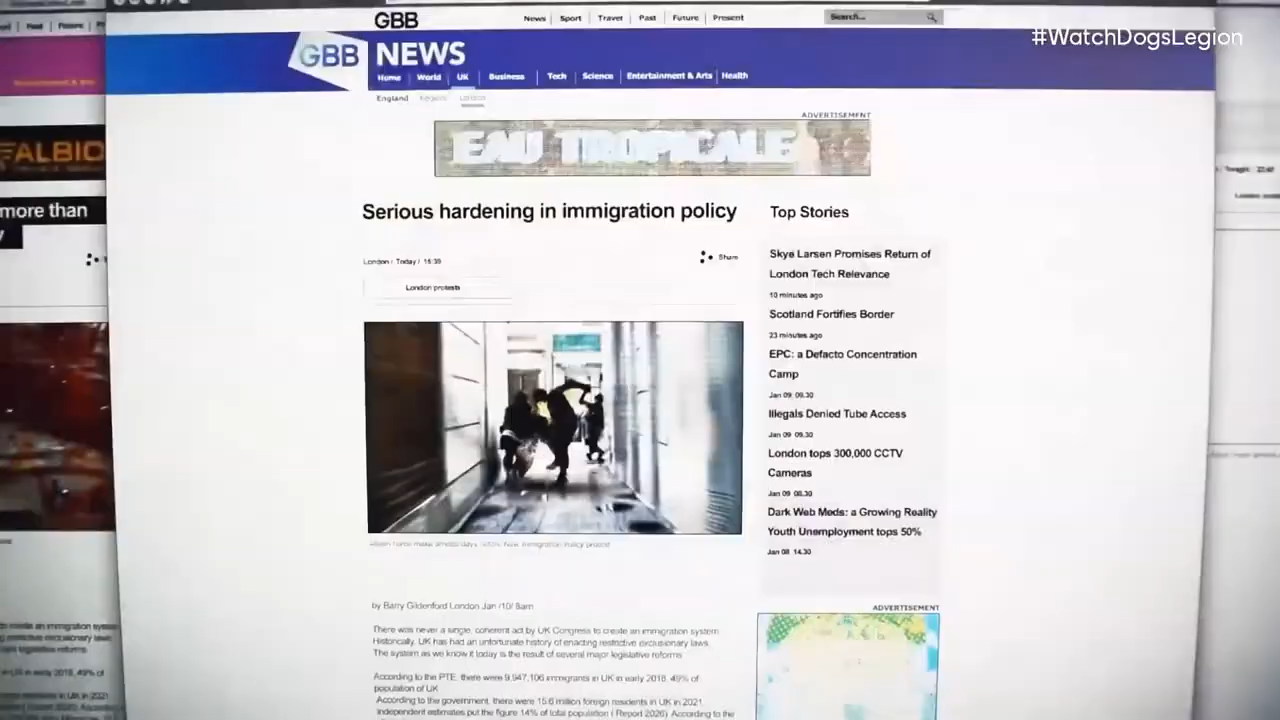 GBB
News Sport Travel Past Future Present
Search...
#WatchDogsLegion
GBB NEWS
Home World UK Business Tech Science Entertainment & Arts Health
England London
ADVERTISEMENT
EAU TROPICALE
ALBIO
more than
Serious hardening in immigration policy
London / Today / 15:30
Share
London protests
by Barry Gildenford London Jan /10/ 8am
There was never a single, coherent act by UK Congress to create an immigration system
Historically, UK has had an unfortunate history of enacting restrictive exclusionary laws.
The system as we know it today is the result of several major legislative reforms
According to the PTE, there were 9,947,106 immigrants in UK in early 2018, 49% of
population of UK
According to the government, there were 15.6 million foreign residents in UK in 2021
Independent estimates put the figure 14% of total population ( Report 2026). According to the
Top Stories
Skye Larsen Promises Return of
London Tech Relevance
10 minutes ago
Scotland Fortifies Border
23 minutes ago
EPC: a Defacto Concentration
Camp
Jan 09 09.30
Illegals Denied Tube Access
Jan 09 09.30
London tops 300,000 CCTV
Cameras
Jan 09 08.30
Dark Web Meds: a Growing Reality
Youth Unemployment tops 50%
Jan 08 14.30
ADVERTISEMENT